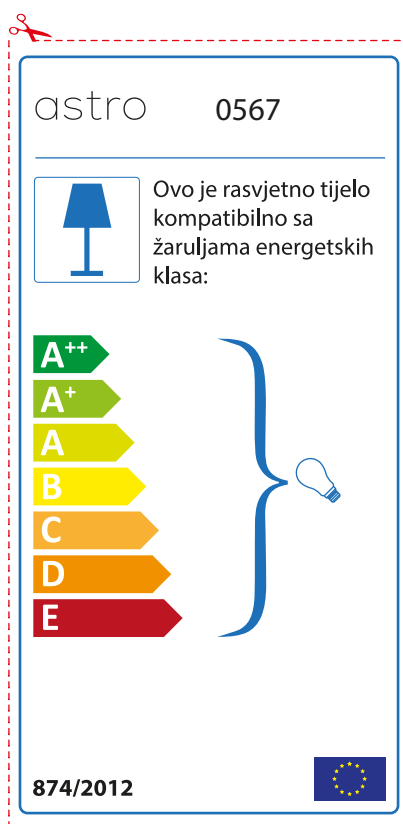 astro 0567
Ovo je rasvjetno tijelo
kompatibilno sa
žaruljama energetskih
klasa:
A++
A+
A
B
C
D
E
874/2012